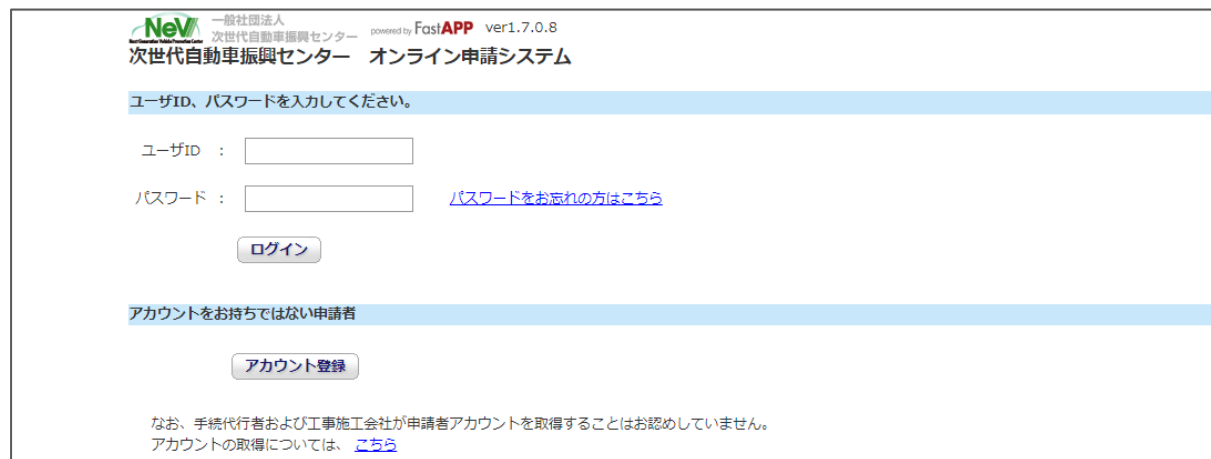 NeV 一般社団法人
Next Generation Vehicle Promotion Center 次世代自動車振興センター powered by FastAPP ver1.7.0.8
次世代自動車振興センター　オンライン申請システム
ユーザID、パスワードを入力してください。
ユーザID ：
パスワード ： パスワードをお忘れの方はこちら
ログイン
アカウントをお持ちではない申請者
アカウント登録
なお、手続代行者および工事施工会社が申請者アカウントを取得することはお認めしていません。
アカウントの取得については、 こちら